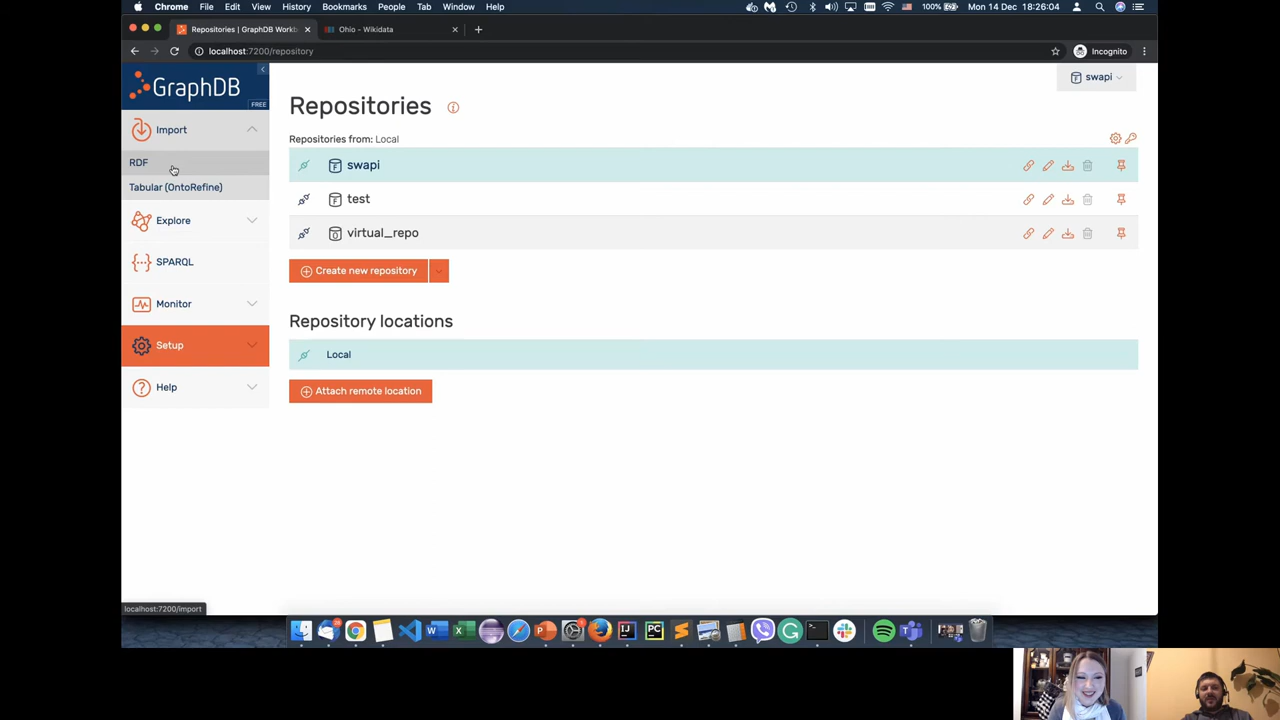 Chrome File Edit View History Bookmarks People Tab Window Help
100% Mon 14 Dec 18:26:04
Repositories | GraphDB Workb
Ohio - Wikidata
localhost:7200/repository
Incognito
GraphDB
FREE
swapi
Import
RDF
Tabular (OntoRefine)
Explore
SPARQL
Monitor
Setup
Help
Repositories
Repositories from: Local
swapi
test
virtual_repo
Create new repository
Repository locations
Local
Attach remote location
localhost:7200/import